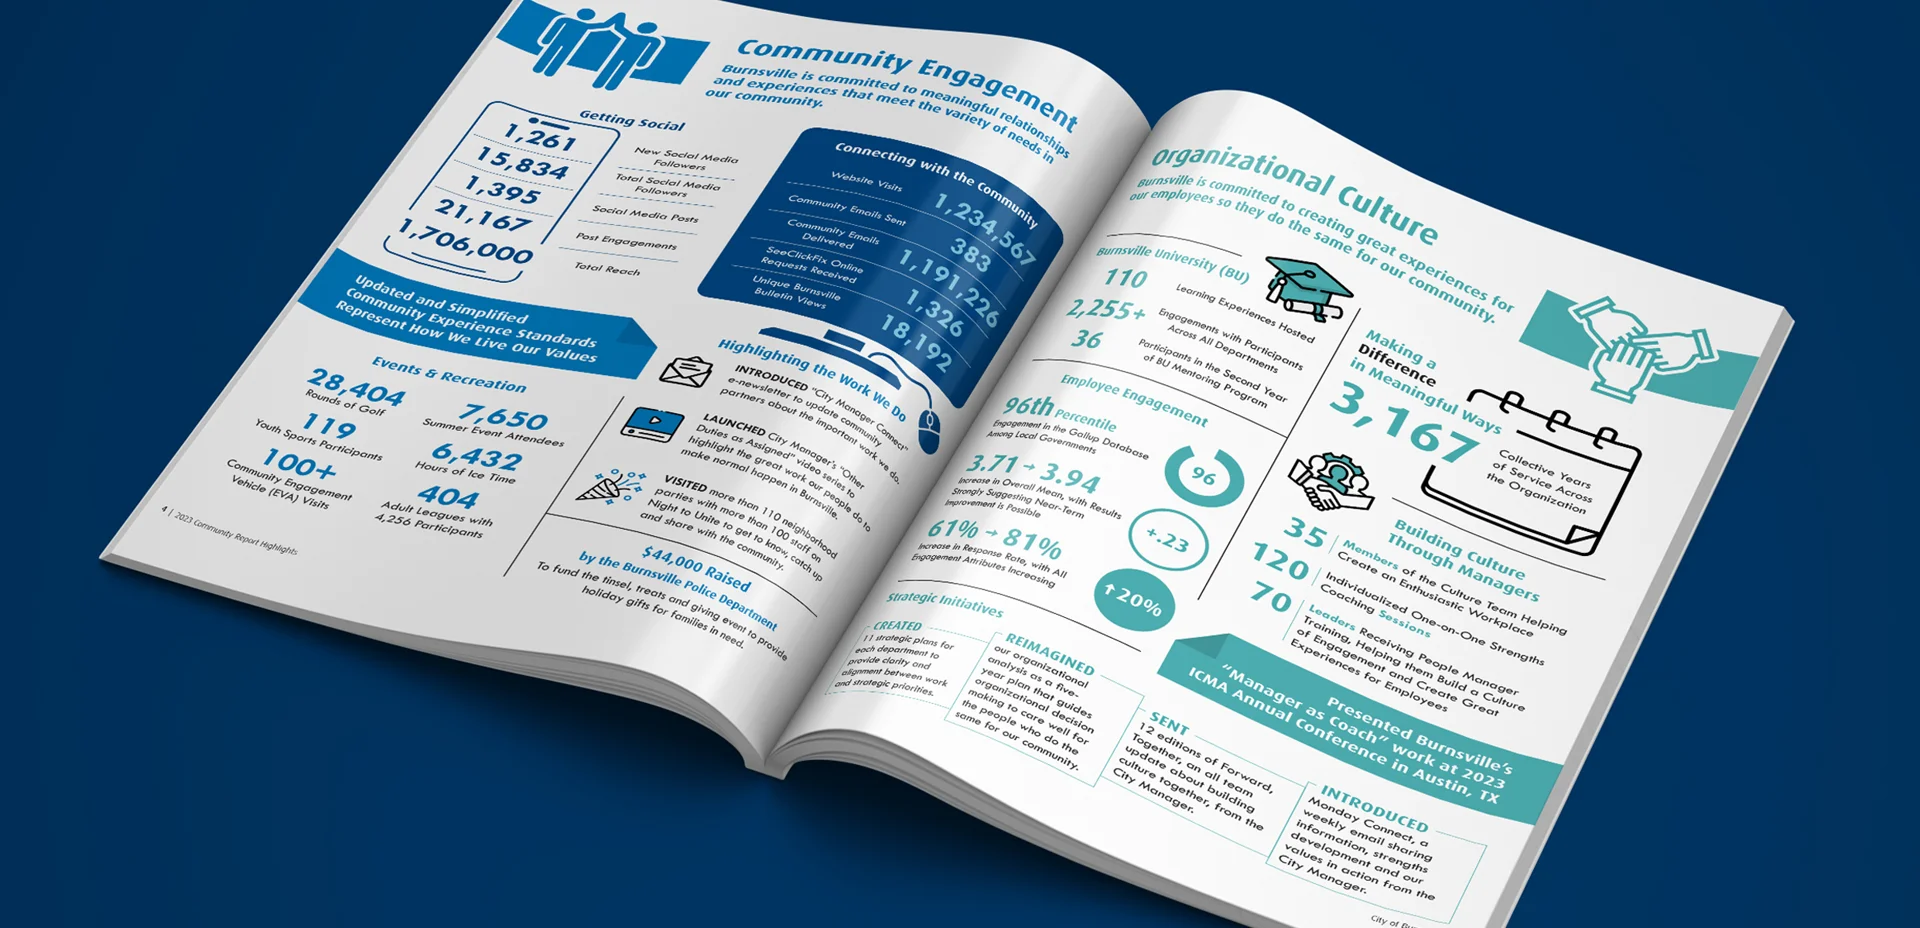 Community Engagement
Burnsville is committed to meaningful relationships
and experiences that meet the variety of needs in
our community.
Getting Social
1,261
New Social Media
Followers
15,834
Total Social Media
Followers
1,395
Social Media Posts
21,167
Post Engagements
1,706,000
Total Reach
Connecting with the Community
Website Visits
1,234,567
Community Emails Sent
383
Community Emails
Delivered
1,191,226
SeeClickFix Online
Requests Received
1,326
Unique Burnsville
Bulletin Views
18,192
Updated and Simplified
Community Experience Standards
Represent How We Live Our Values
Events & Recreation
28,404
Rounds of Golf
119
Youth Sports Participants
100+
Community Engagement
Vehicle (EVA) Visits
7,650
Summer Event Attendees
6,432
Hours of Ice Time
404
Adult Leagues with
4,256 Participants
Highlighting the Work We Do
INTRODUCED "City Manager Connect"
e-newsletter to update community
partners about the important work we do.
LAUNCHED City Manager's "Other
Duties as Assigned" video series to
highlight the great work our people do to
make normal happen in Burnsville.
VISITED more than 110 neighborhood
parties with more than 100 staff on
Night to Unite to get to know, catch up
and share with the community.
$44,000 Raised
by the Burnsville Police Department
To fund the tinsel, treats and giving event to provide
holiday gifts for families in need.
4 | 2023 Community Report Highlights
Organizational Culture
Burnsville is committed to creating great experiences for
our employees so they do the same for our community.
Burnsville University (BU)
110
Learning Experiences Hosted
2,255+
Engagements with Participants
Across All Departments
36
Participants in the Second Year
of BU Mentoring Program
Employee Engagement
96th Percentile
Engagement in the Gallup Database
Among Local Governments
96
3.71 → 3.94
Increase in Overall Mean, with Results
Strongly Suggesting Near-Term
Improvement Is Possible
+.23
61% → 81%
Increase in Response Rate, with All
Engagement Attributes Increasing
↑20%
Making a
Difference
in Meaningful Ways
3,167
Collective Years
of Service Across
the Organization
Building Culture
Through Managers
35
Members of the Culture Team Helping
Create an Enthusiastic Workplace
120
Individualized One-on-One Strengths
Coaching Sessions
70
Leaders Receiving People Manager
Training, Helping them Build a Culture
of Engagement and Create Great
Experiences for Employees
Presented Burnsville's
"Manager as Coach" work at 2023
ICMA Annual Conference in Austin, TX
Strategic Initiatives
CREATED
11 strategic plans for
each department to
provide clarity and
alignment between work
and strategic priorities.
REIMAGINED
our organizational
analysis as a five-
year plan that guides
organizational decision
making to care well for
the people who do the
same for our community.
SENT
12 editions of Forward,
Together, an all team
update about building
culture together, from the
City Manager.
INTRODUCED
Monday Connect, a
weekly email sharing
information, strengths
development and our
values in action from the
City Manager.
City of